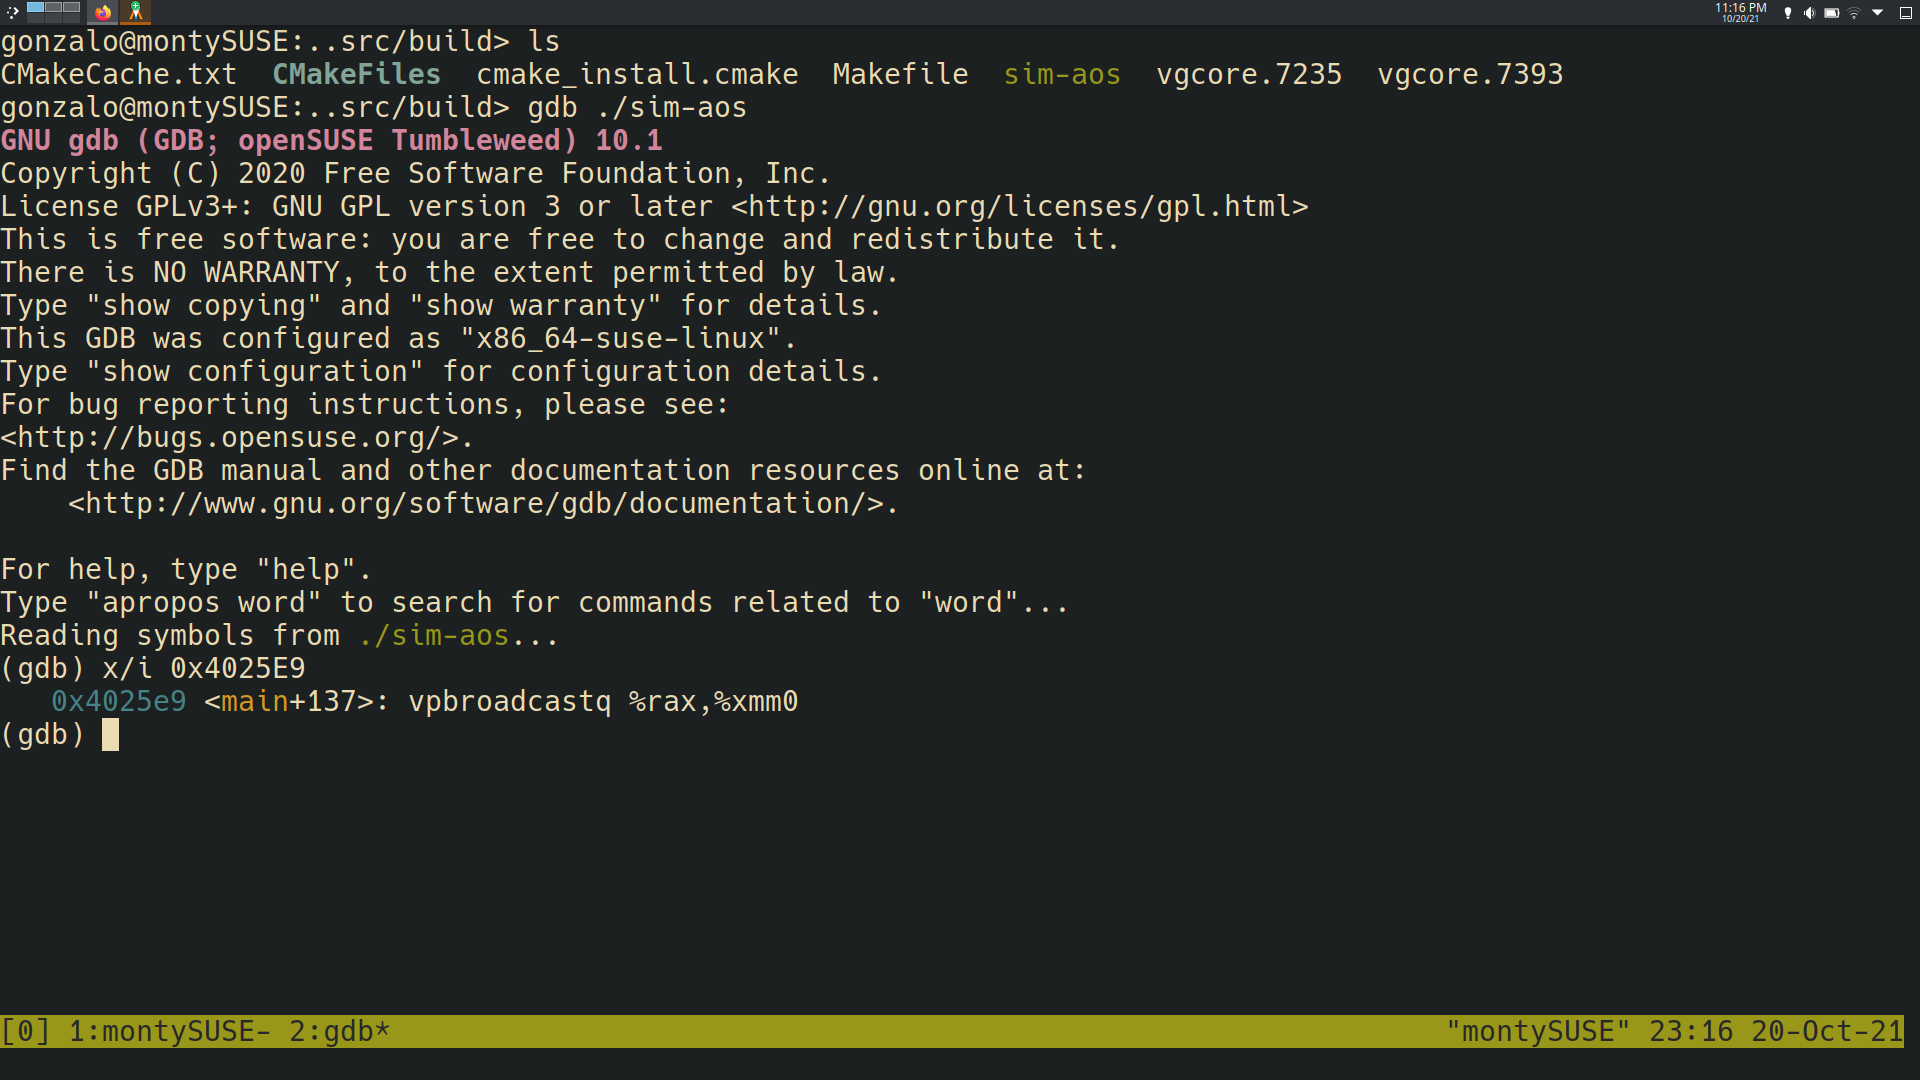 11:16 PM
10/20/21
gonzalo@montySUSE:..src/build> ls
CMakeCache.txt  CMakeFiles  cmake_install.cmake  Makefile  sim-aos  vgcore.7235  vgcore.7393
gonzalo@montySUSE:..src/build> gdb ./sim-aos
GNU gdb (GDB; openSUSE Tumbleweed) 10.1
Copyright (C) 2020 Free Software Foundation, Inc.
License GPLv3+: GNU GPL version 3 or later <http://gnu.org/licenses/gpl.html>
This is free software: you are free to change and redistribute it.
There is NO WARRANTY, to the extent permitted by law.
Type "show copying" and "show warranty" for details.
This GDB was configured as "x86_64-suse-linux".
Type "show configuration" for configuration details.
For bug reporting instructions, please see:
<http://bugs.opensuse.org/>.
Find the GDB manual and other documentation resources online at:
    <http://www.gnu.org/software/gdb/documentation/>.

For help, type "help".
Type "apropos word" to search for commands related to "word"...
Reading symbols from ./sim-aos...
(gdb) x/i 0x4025E9
   0x4025e9 <main+137>: vpbroadcastq %rax,%xmm0
(gdb)
[0] 1:montySUSE- 2:gdb* "montySUSE" 23:16 20-Oct-21